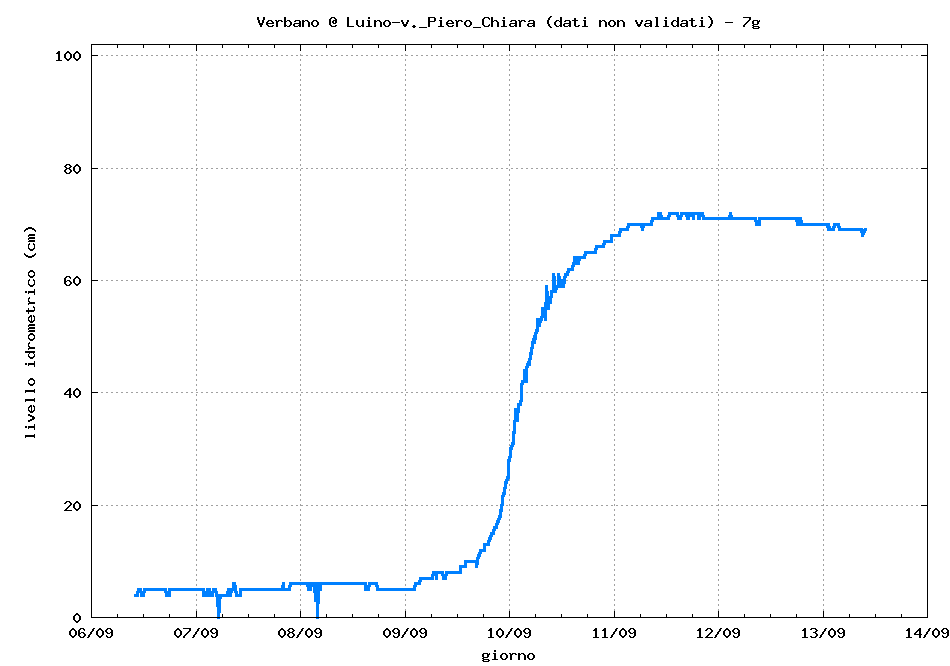 Verbano @ Luino-v._Piero_Chiara (dati non validati) - 7g
100
80
60
40
20
0
livello idrometrico (cm)
06/09 07/09 08/09 09/09 10/09 11/09 12/09 13/09 14/09
giorno